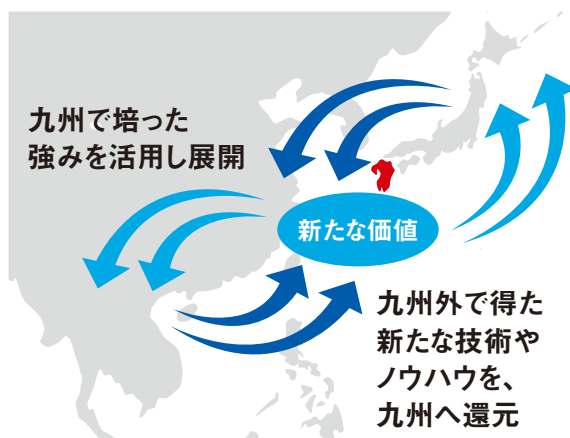 九州で培った
強みを活用し展開
新たな価値
九州外で得た
新たな技術や
ノウハウを、
九州へ還元